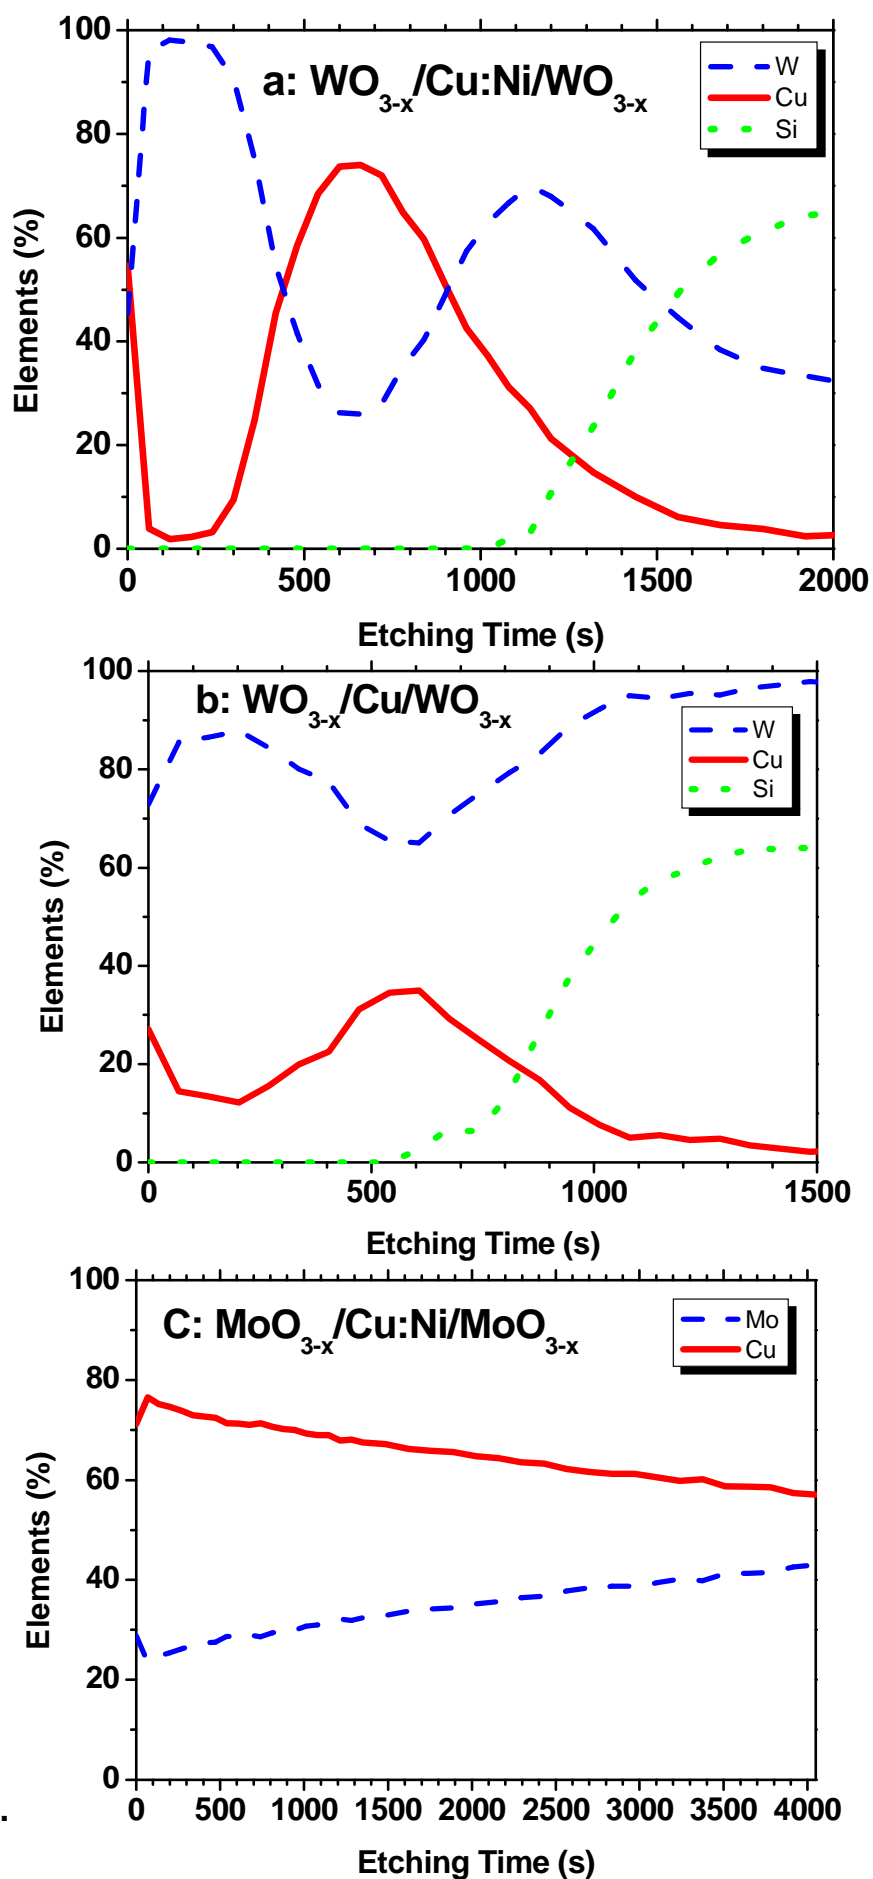 100
80
60
40
20
0
Elements (%)
a: WO3-x/Cu:Ni/WO3-x
W
Cu
Si
0 500 1000 1500 2000
Etching Time (s)
100
80
60
40
20
0
Elements (%)
b: WO3-x/Cu/WO3-x
W
Cu
Si
0 500 1000 1500
Etching Time (s)
100
80
60
40
20
0
Elements (%)
C: MoO3-x/Cu:Ni/MoO3-x
Mo
Cu
0 500 1000 1500 2000 2500 3000 3500 4000
.
Etching Time (s)